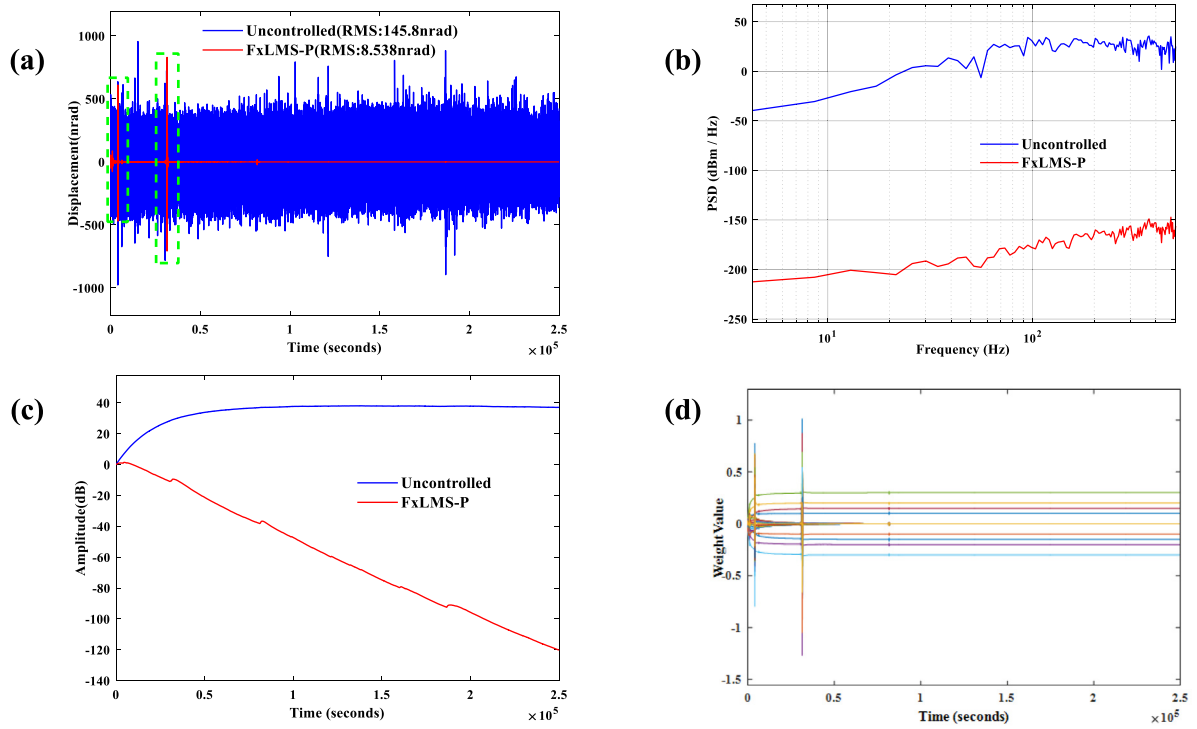 (a)
Uncontrolled(RMS:145.8nrad)
FxLMS-P(RMS:8.538nrad)
Displacement(nrad)
1000
500
0
-500
-1000
0 0.5 1 1.5 2 2.5
Time (seconds)
×10^5
(b)
PSD (dBm / Hz)
50
0
-50
-100
-150
-200
-250
Uncontrolled
FxLMS-P
10^1 10^2
Frequency (Hz)
(c)
Amplitude(dB)
40
20
0
-20
-40
-60
-80
-100
-120
-140
Uncontrolled
FxLMS-P
0 0.5 1 1.5 2 2.5
Time (seconds)
×10^5
(d)
Weight Value
1
0.5
0
-0.5
-1
-1.5
0 0.5 1 1.5 2 2.5
Time (seconds)
×10^5